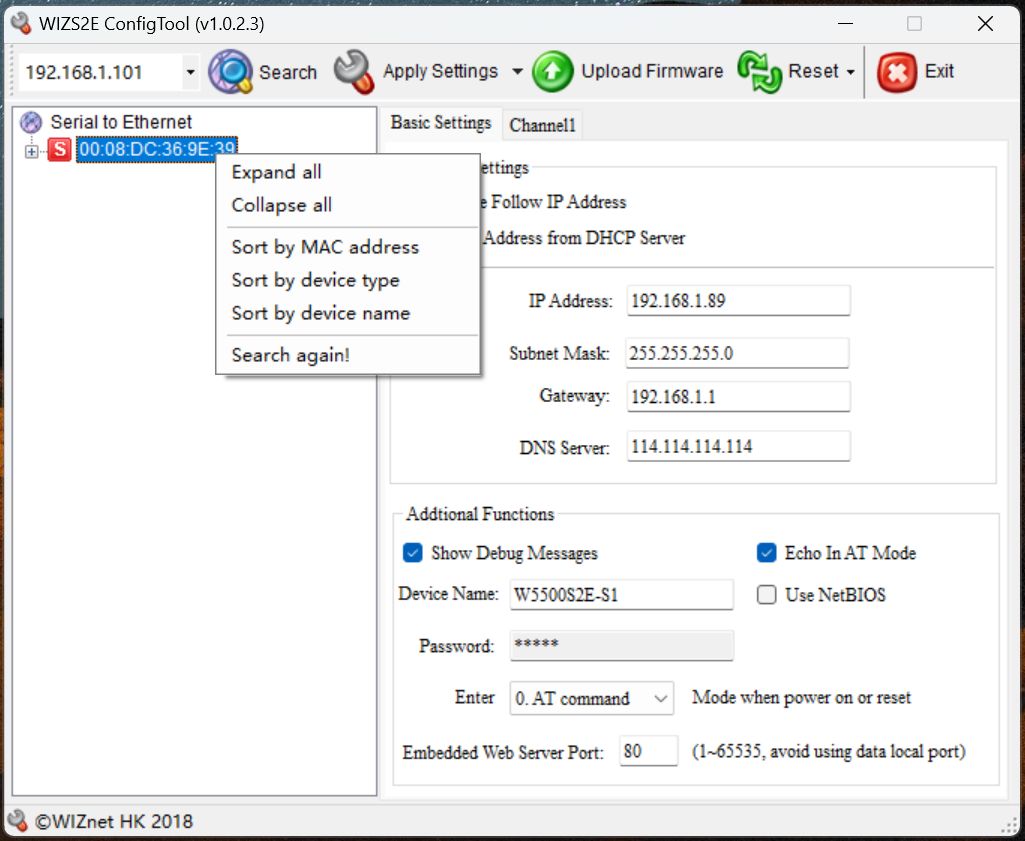 WIZS2E ConfigTool (v1.0.2.3)
192.168.1.101 Search Apply Settings Upload Firmware Reset Exit
Serial to Ethernet
S 00:08:DC:36:9E:39
Expand all
Collapse all
Sort by MAC address
Sort by device type
Sort by device name
Search again!
Basic Settings Channel1
ettings
e Follow IP Address
Address from DHCP Server
IP Address: 192.168.1.89
Subnet Mask: 255.255.255.0
Gateway: 192.168.1.1
DNS Server: 114.114.114.114
Addtional Functions
Show Debug Messages Echo In AT Mode
Device Name: W5500S2E-S1 Use NetBIOS
Password: *****
Enter 0. AT command Mode when power on or reset
Embedded Web Server Port: 80 (1~65535, avoid using data local port)
©WIZnet HK 2018